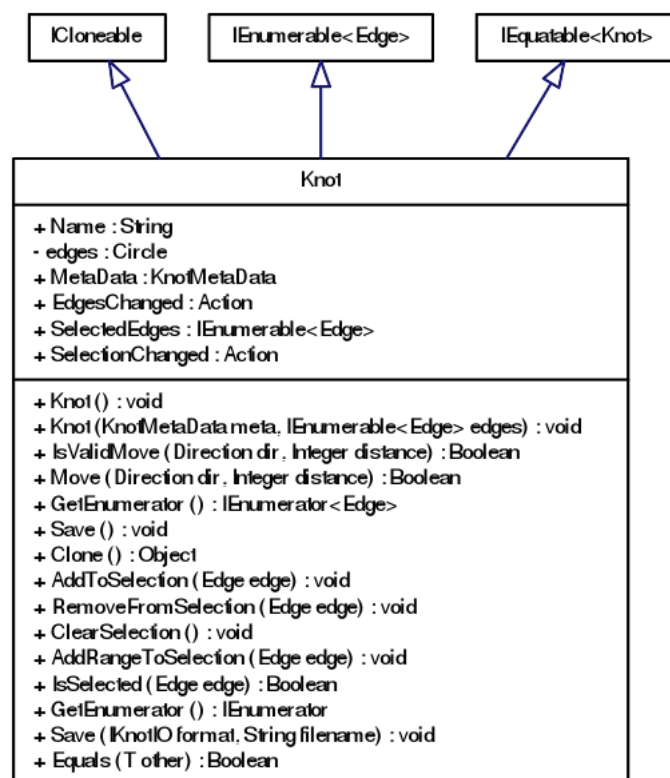 ICloneable
IEnumerable<Edge>
IEquatable<Knot>
Knot
+ Name : String
- edges : Circle
+ MetaData : KnotMetaData
+ EdgesChanged : Action
+ SelectedEdges : IEnumerable<Edge>
+ SelectionChanged : Action
+ Knot () : void
+ Knot (KnotMetaData meta, IEnumerable<Edge> edges) : void
+ IsValidMove (Direction dir, Integer distance) : Boolean
+ Move (Direction dir, Integer distance) : Boolean
+ GetEnumerator () : IEnumerator<Edge>
+ Save () : void
+ Clone () : Object
+ AddToSelection (Edge edge) : void
+ RemoveFromSelection (Edge edge) : void
+ ClearSelection () : void
+ AddRangeToSelection (Edge edge) : void
+ IsSelected (Edge edge) : Boolean
+ GetEnumerator () : IEnumerator
+ Save (IKnotIO format, String filename) : void
+ Equals (T other) : Boolean